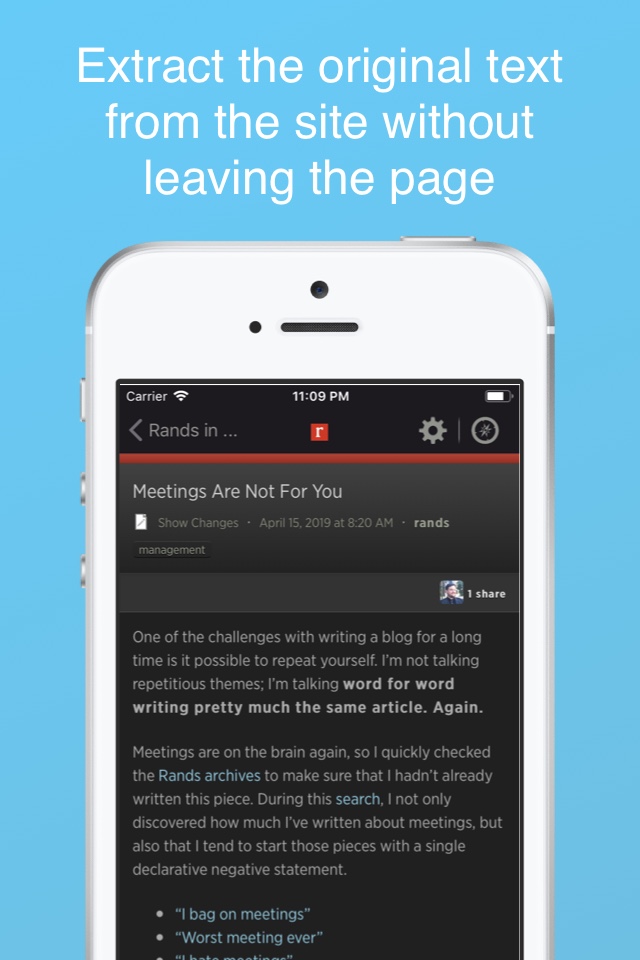 Extract the original text
from the site without
leaving the page
Carrier 11:09 PM
Rands in ...
r
Meetings Are Not For You
Show Changes · April 15, 2019 at 8:20 AM · rands
management
1 share
One of the challenges with writing a blog for a long
time is it possible to repeat yourself. I’m not talking
repetitious themes; I’m talking word for word
writing pretty much the same article. Again.
Meetings are on the brain again, so I quickly checked
the Rands archives to make sure that I hadn’t already
written this piece. During this search, I not only
discovered how much I’ve written about meetings, but
also that I tend to start those pieces with a single
declarative negative statement.
• “I bag on meetings”
• “Worst meeting ever”
• “I hate meetings”